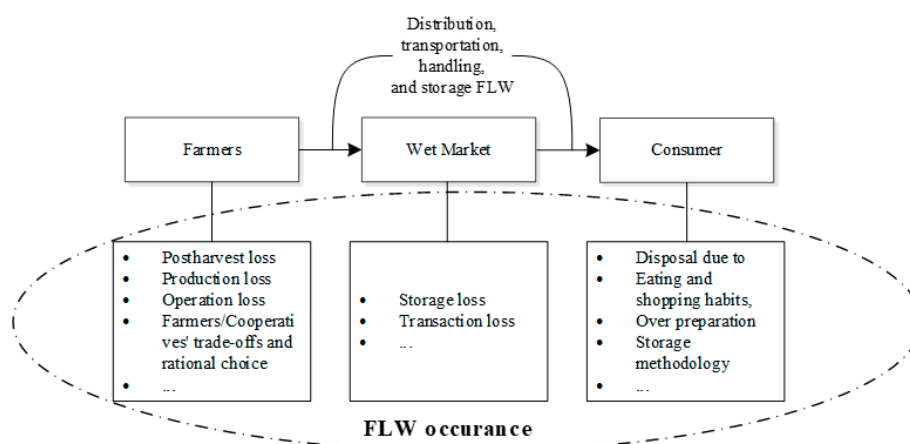 Distribution,
transportation,
handling,
and storage FLW
Farmers
Wet Market
Consumer
• Postharvest loss
• Production loss
• Operation loss
• Farmers/Cooperati
ves' trade-offs and
rational choice
• ...
• Storage loss
• Transaction loss
• ...
• Disposal due to
• Eating and
shopping habits,
• Over preparation
• Storage
methodology
• ...
FLW occurance